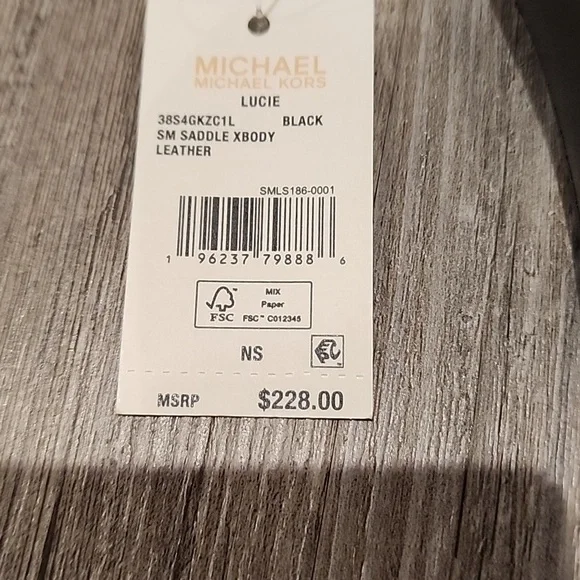 MICHAEL
MICHAEL KORS
LUCIE
38S4GKZC1L BLACK
SM SADDLE XBODY
LEATHER
SMLS186-0001
1 96237 79888 6
FSC
MIX
Paper
FSC™ C012345
NS
MSRP $228.00